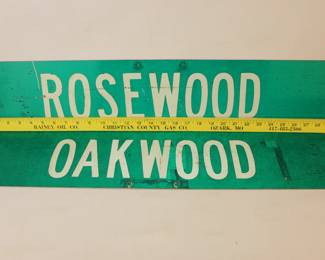 ROSEWOOD
RAINEY OIL CO. CHRISTIAN COUNTY GAS CO. OZARK, MO
OAKWOOD